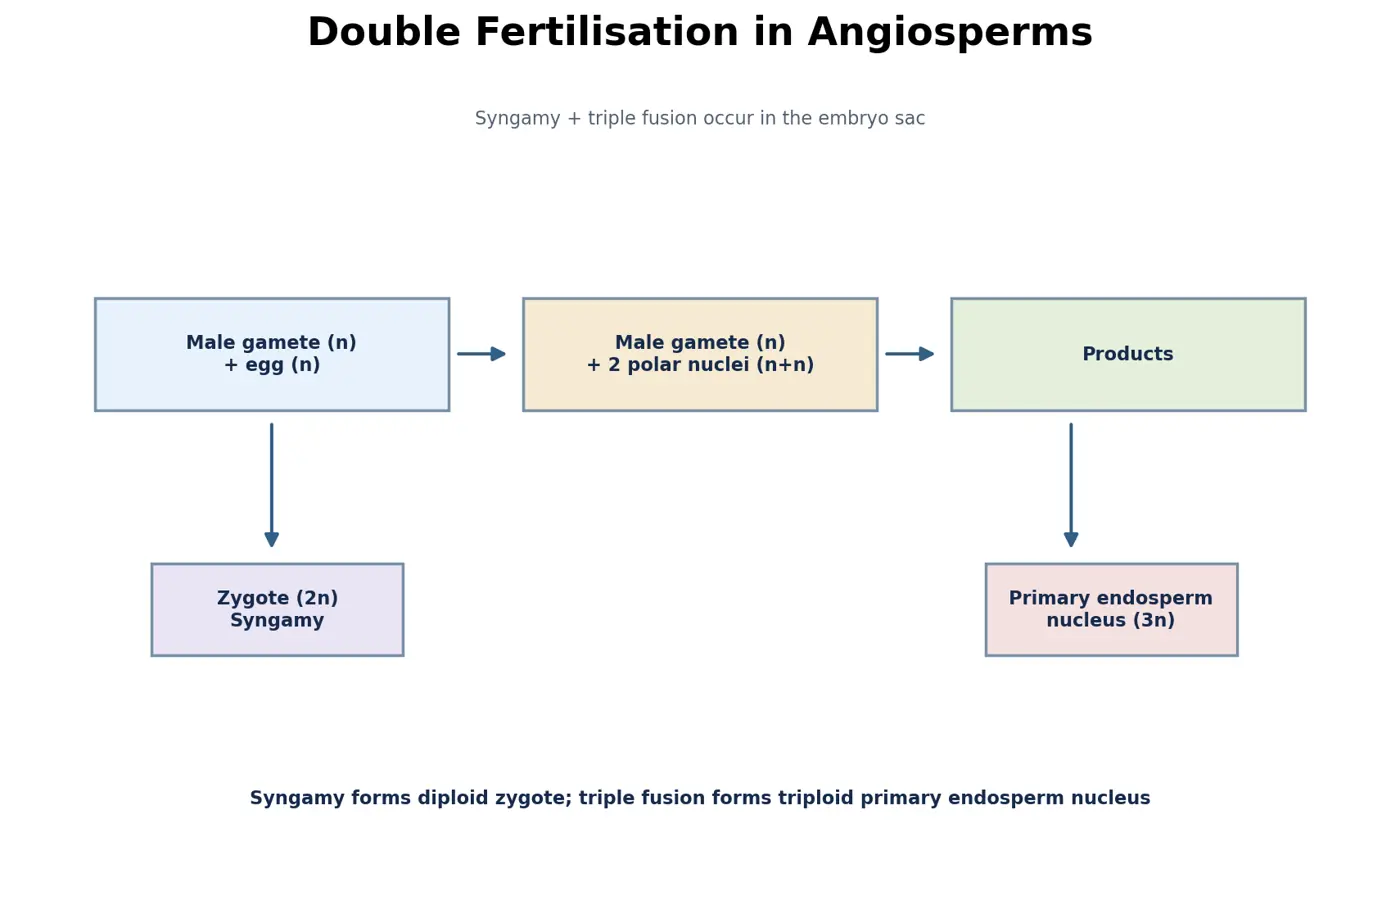 Double Fertilisation in Angiosperms
Syngamy + triple fusion occur in the embryo sac
Male gamete (n)
+ egg (n)
Male gamete (n)
+ 2 polar nuclei (n+n)
Products
Zygote (2n)
Syngamy
Primary endosperm
nucleus (3n)
Syngamy forms diploid zygote; triple fusion forms triploid primary endosperm nucleus